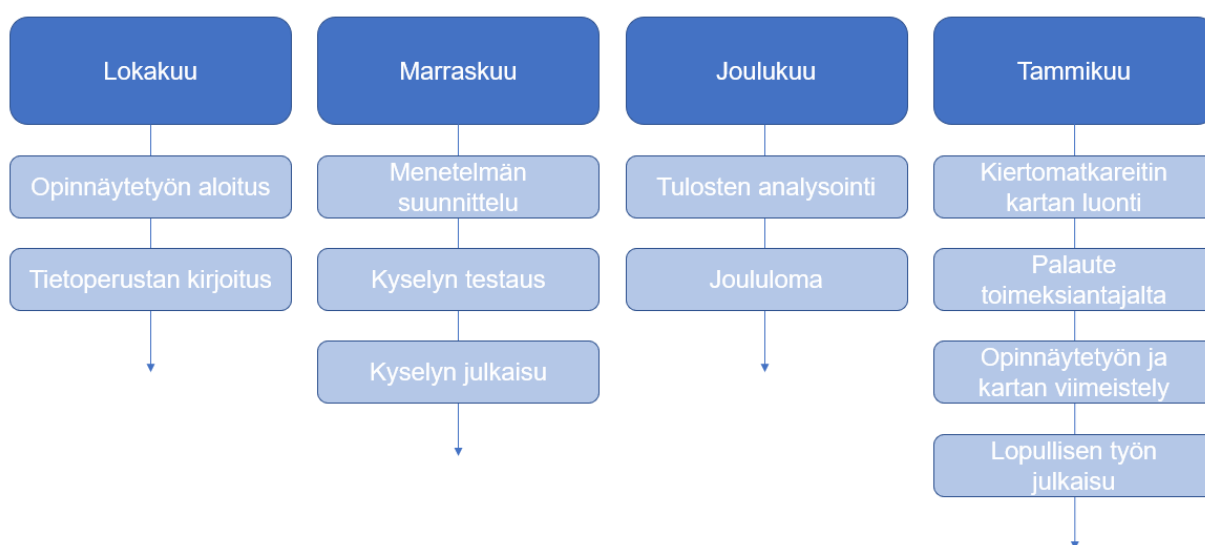 Lokakuu
Opinnäytetyön aloitus
Tietoperustan kirjoitus
Marraskuu
Menetelmän
suunnittelu
Kyselyn testaus
Kyselyn julkaisu
Joulukuu
Tulosten analysointi
Joululoma
Tammikuu
Kiertomatkareitin
kartan luonti
Palaute
toimeksiantajalta
Opinnäytetyön ja
kartan viimeistely
Lopullisen työn
julkaisu